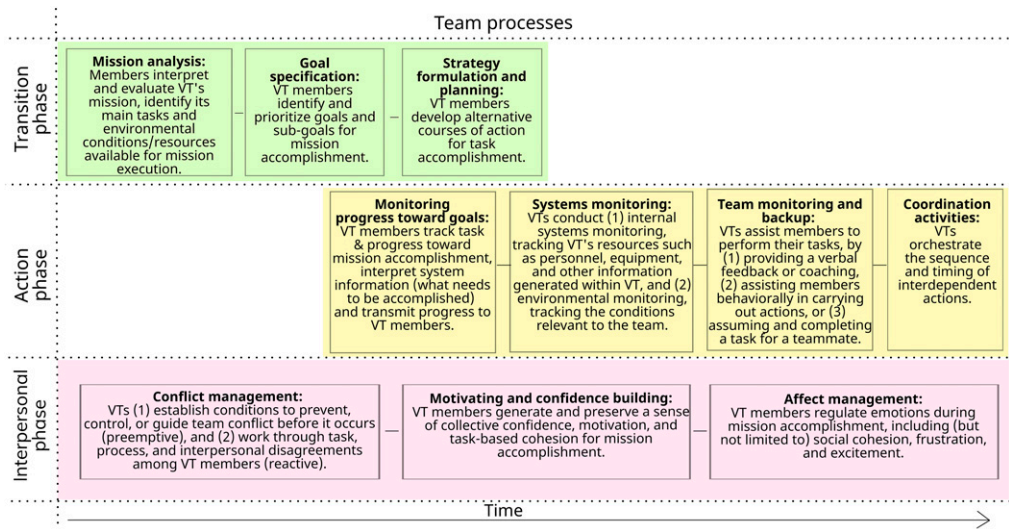 Team processes
Transition
phase
Mission analysis:
Members interpret
and evaluate VT's
mission, identify its
main tasks and
environmental
conditions/resources
available for mission
execution.
Goal
specification:
VT members
identify and
prioritize goals and
sub-goals for
mission
accomplishment.
Strategy
formulation and
planning:
VT members
develop alternative
courses of action
for task
accomplishment.
Action
phase
Monitoring
progress toward goals:
VT members track task
& progress toward
mission accomplishment,
interpret system
information (what needs
to be accomplished)
and transmit progress to
VT members.
Systems monitoring:
VTs conduct (1) internal
systems monitoring,
tracking VT's resources such
as personnel, equipment,
and other information
generated within VT, and (2)
environmental monitoring,
tracking the conditions
relevant to the team.
Team monitoring and
backup:
VTs assist members to
perform their tasks, by
(1) providing a verbal
feedback or coaching,
(2) assisting members
behaviorally in carrying
out actions, or (3)
assuming and completing
a task for a teammate.
Coordination
activities:
VTs
orchestrate
the sequence
and timing of
interdependent
actions.
Interpersonal
phase
Conflict management:
VTs (1) establish conditions to prevent,
control, or guide team conflict before it occurs
(preemptive), and (2) work through task,
process, and interpersonal disagreements
among VT members (reactive).
Motivating and confidence building:
VT members generate and preserve a sense
of collective confidence, motivation, and
task-based cohesion for mission
accomplishment.
Affect management:
VT members regulate emotions during
mission accomplishment, including (but
not limited to) social cohesion, frustration,
and excitement.
Time